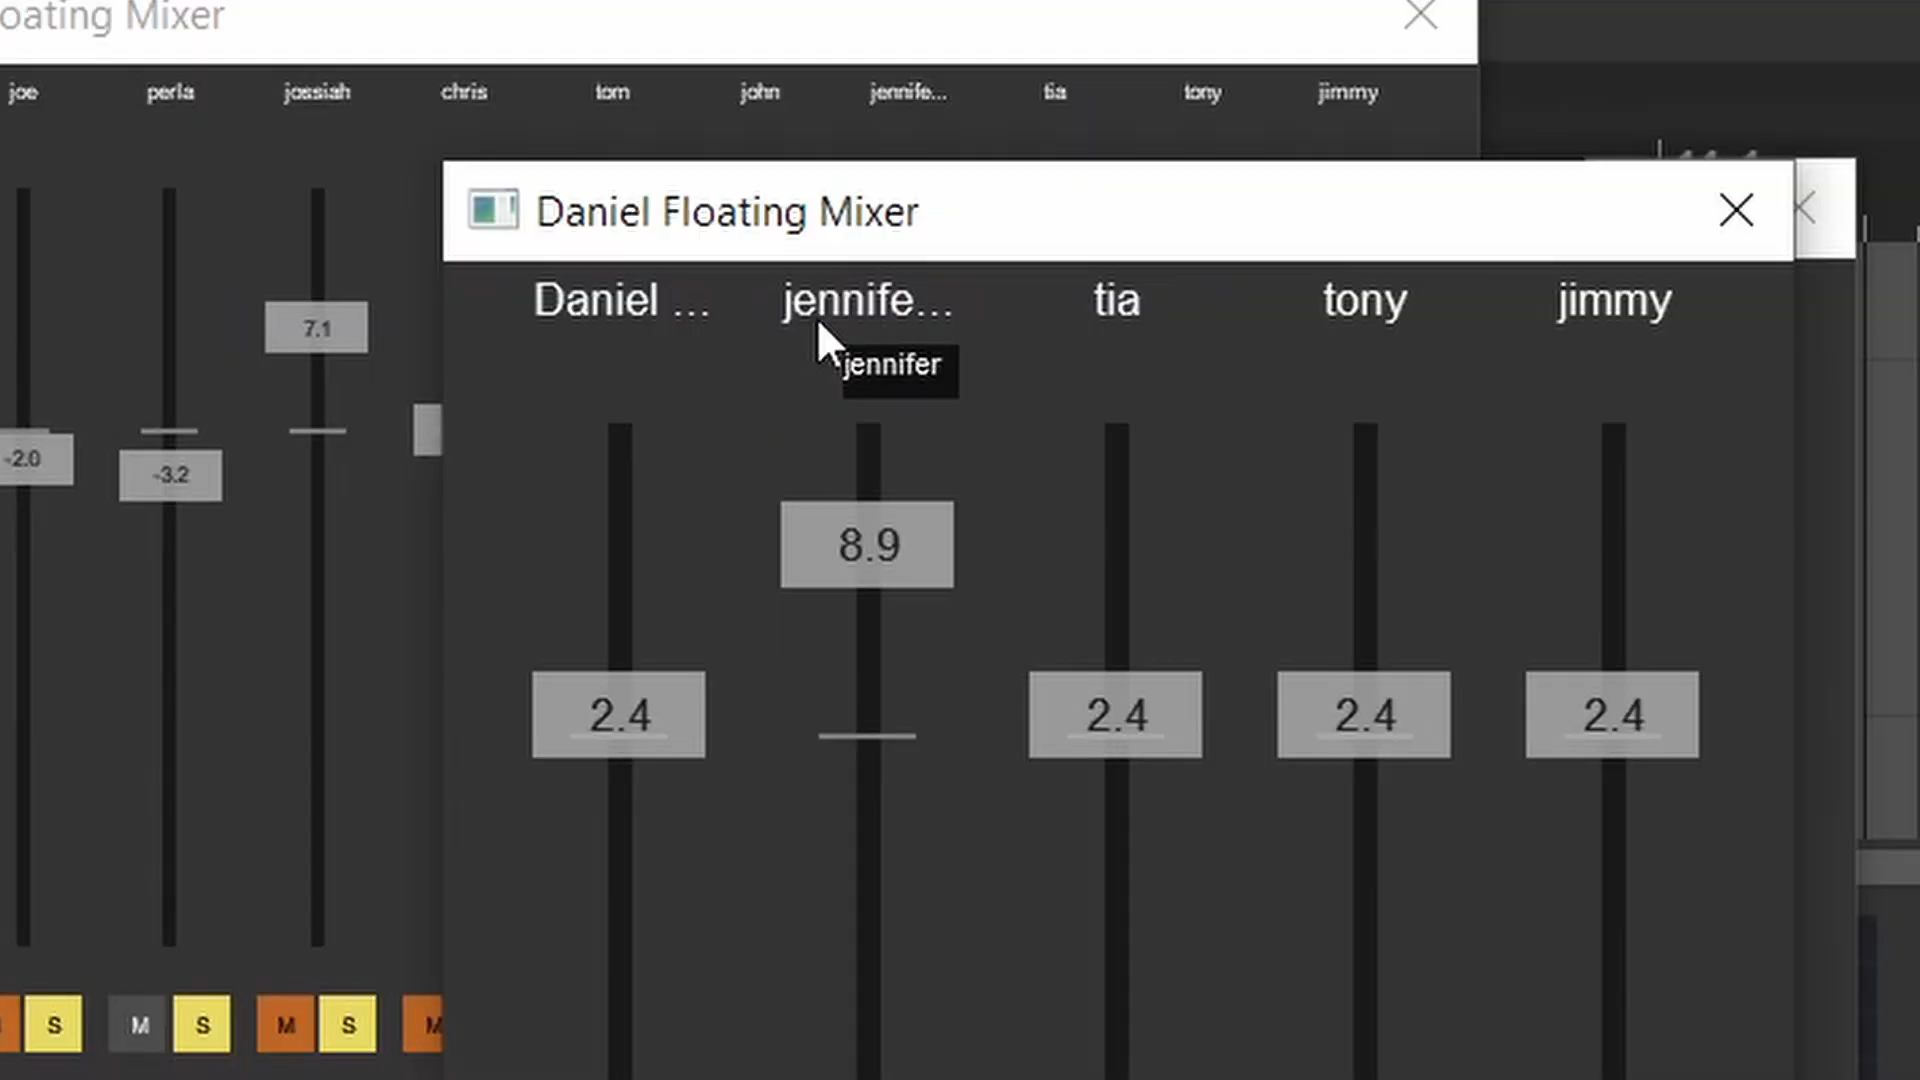 oating Mixer
joe perla jossiah chris tom john jennife... tia tony jimmy
Daniel Floating Mixer
Daniel ... jennife... tia tony jimmy
jennifer
7.1
-2.0
-3.2
8.9
2.4 2.4 2.4 2.4
S M S M S M